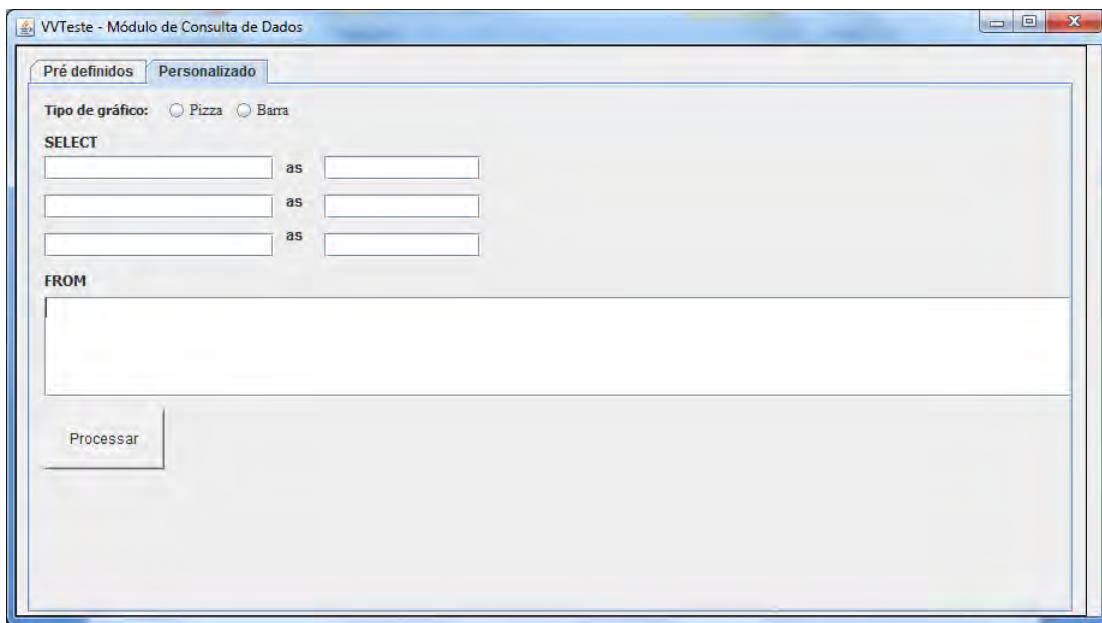 VVTeste - Módulo de Consulta de Dados
Pré definidos Personalizado
Tipo de gráfico: Pizza Barra
SELECT
as
as
as
FROM
Processar